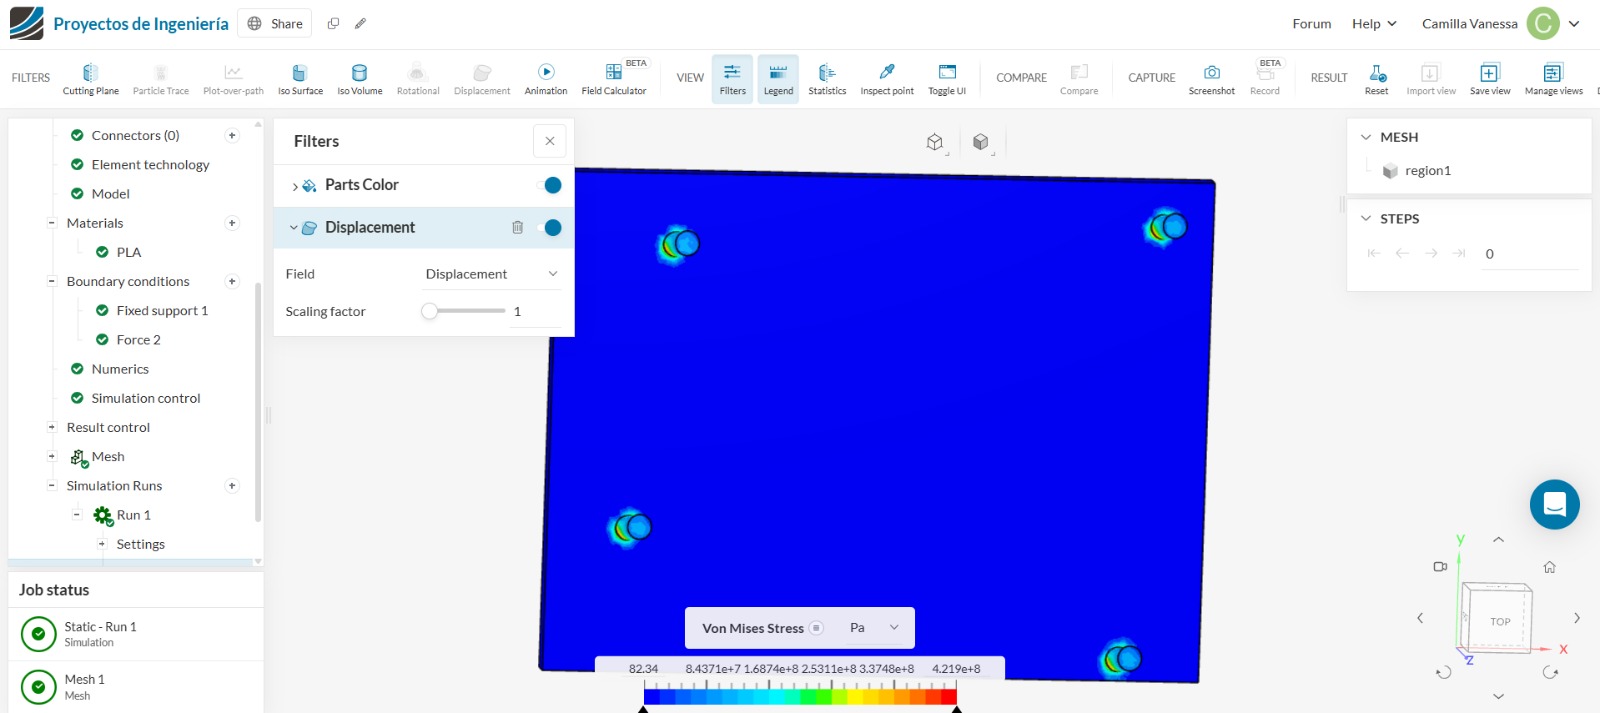 Proyectos de Ingeniería
Share
Forum
Help
Camilla Vanessa
C
FILTERS
Cutting Plane
Particle Trace
Plot-over-path
Iso Surface
Iso Volume
Rotational
Displacement
Animation
BETA
Field Calculator
VIEW
Filters
Legend
Statistics
Inspect point
Toggle UI
COMPARE
Compare
CAPTURE
Screenshot
BETA
Record
RESULT
Reset
Import view
Save view
Manage views
Connectors (0)
Element technology
Model
Materials
PLA
Boundary conditions
Fixed support 1
Force 2
Numerics
Simulation control
Result control
Mesh
Simulation Runs
Run 1
Settings
Job status
Static - Run 1
Simulation
Mesh 1
Mesh
Filters
Parts Color
Displacement
Field
Displacement
Scaling factor
1
MESH
region1
STEPS
0
Von Mises Stress
Pa
82.34 8.4371e+7 1.6874e+8 2.5311e+8 3.3748e+8 4.219e+8
y
TOP
X
Z